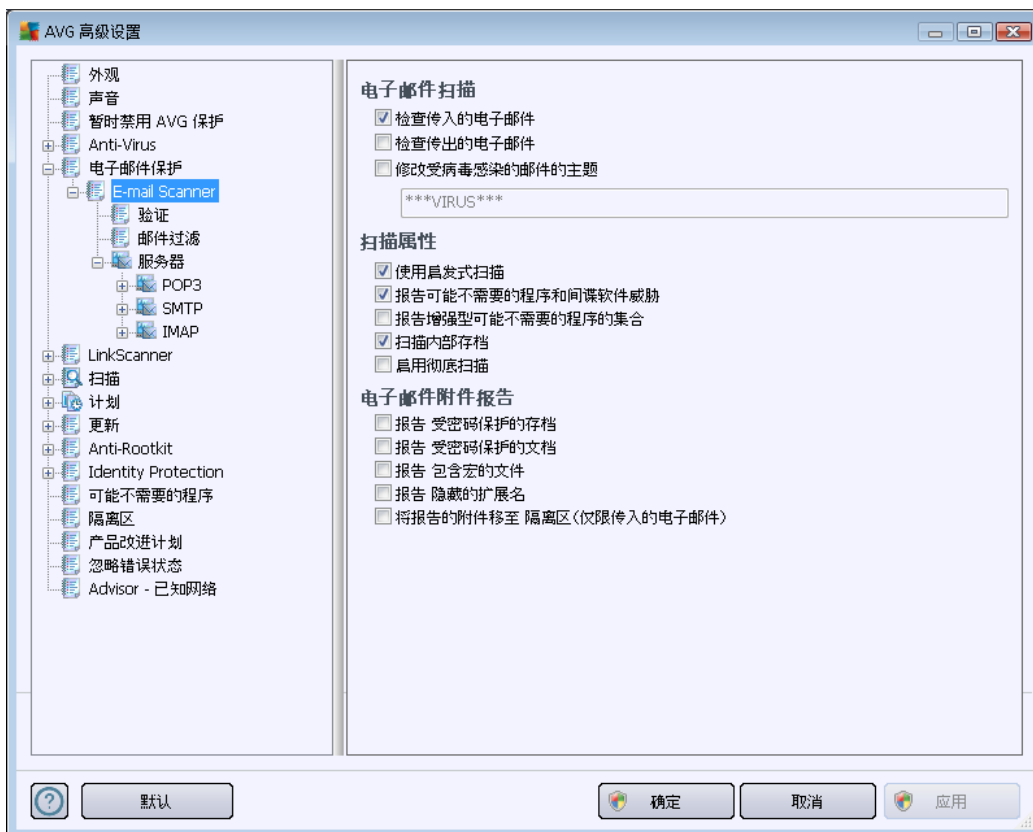 AVG 高级设置
外观
声音
暂时禁用 AVG 保护
Anti-Virus
电子邮件保护
E-mail Scanner
验证
邮件过滤
服务器
POP3
SMTP
IMAP
LinkScanner
扫描
计划
更新
Anti-Rootkit
Identity Protection
可能不需要的程序
隔离区
产品改进计划
忽略错误状态
Advisor - 已知网络
电子邮件扫描
检查传入的电子邮件
检查传出的电子邮件
修改受病毒感染的邮件的主题
***VIRUS***
扫描属性
使用启发式扫描
报告可能不需要的程序和间谍软件威胁
报告增强型可能不需要的程序的集合
扫描内部存档
启用彻底扫描
电子邮件附件报告
报告 受密码保护的存档
报告 受密码保护的文档
报告 包含宏的文件
报告 隐藏的扩展名
将报告的附件移至 隔离区(仅限传入的电子邮件)
?
默认
确定
取消
应用